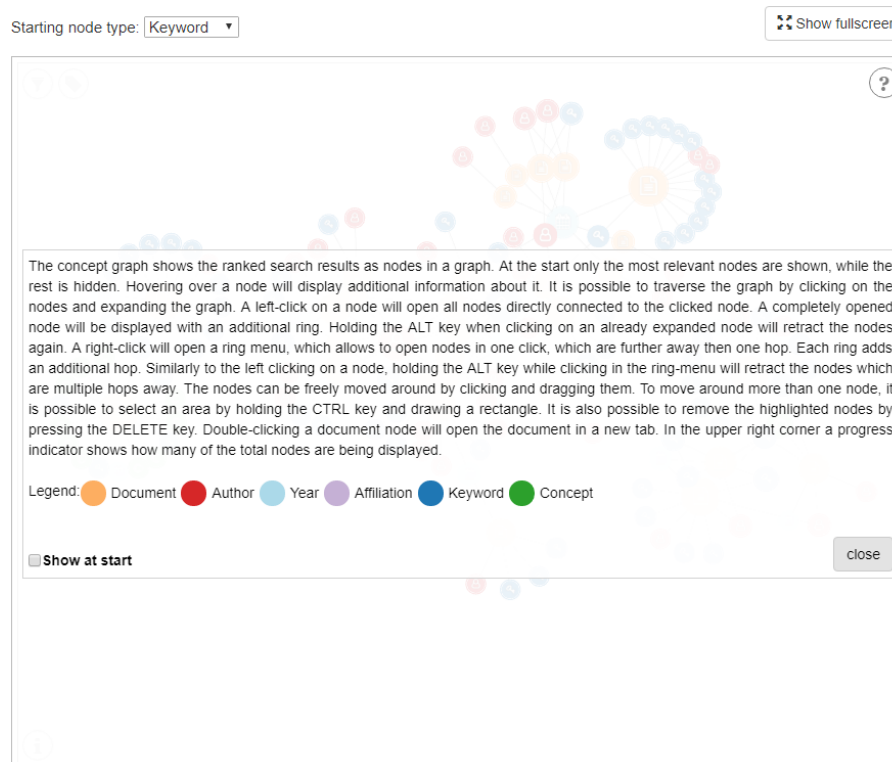 Starting node type: Keyword
Show fullscreen
?
The concept graph shows the ranked search results as nodes in a graph. At the start only the most relevant nodes are shown, while the
rest is hidden. Hovering over a node will display additional information about it. It is possible to traverse the graph by clicking on the
nodes and expanding the graph. A left-click on a node will open all nodes directly connected to the clicked node. A completely opened
node will be displayed with an additional ring. Holding the ALT key when clicking on an already expanded node will retract the nodes
again. A right-click will open a ring menu, which allows to open nodes in one click, which are further away then one hop. Each ring adds
an additional hop. Similarly to the left clicking on a node, holding the ALT key while clicking in the ring-menu will retract the nodes which
are multiple hops away. The nodes can be freely moved around by clicking and dragging them. To move around more than one node, it
is possible to select an area by holding the CTRL key and drawing a rectangle. It is also possible to remove the highlighted nodes by
pressing the DELETE key. Double-clicking a document node will open the document in a new tab. In the upper right corner a progress
indicator shows how many of the total nodes are being displayed.
Legend: Document Author Year Affiliation Keyword Concept
Show at start
close